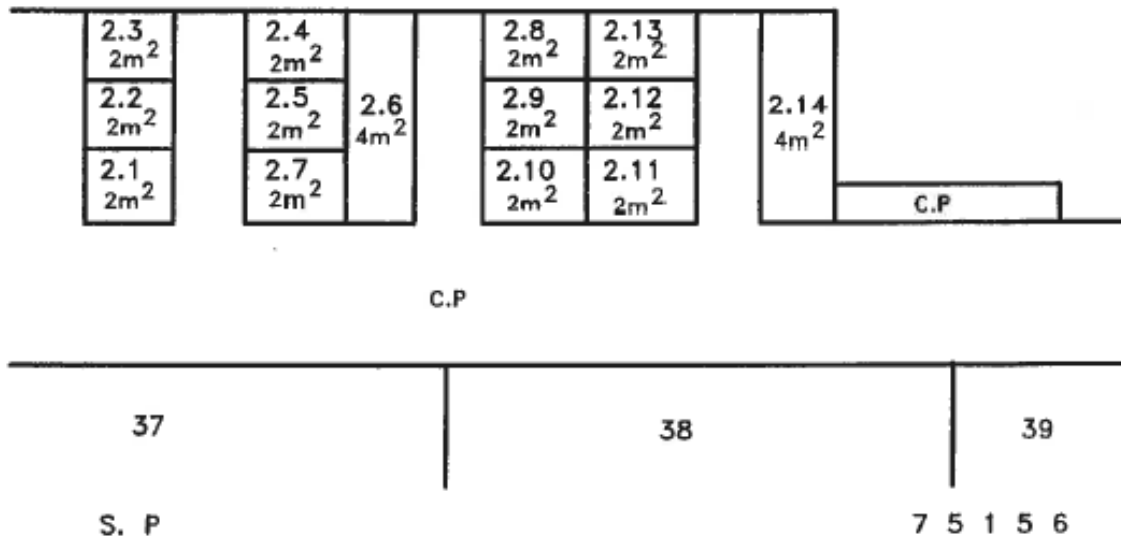 2.3 2.4 2.8 2.13
2m² 2m² 2m² 2m²
2.2 2.5 2.6 2.9 2.12 2.14
2m² 2m² 4m² 2m² 2m² 4m²
2.1 2.7 2.10 2.11
2m² 2m² 2m² 2m²
C.P
C.P
37 38 39
S. P 7 5 1 5 6